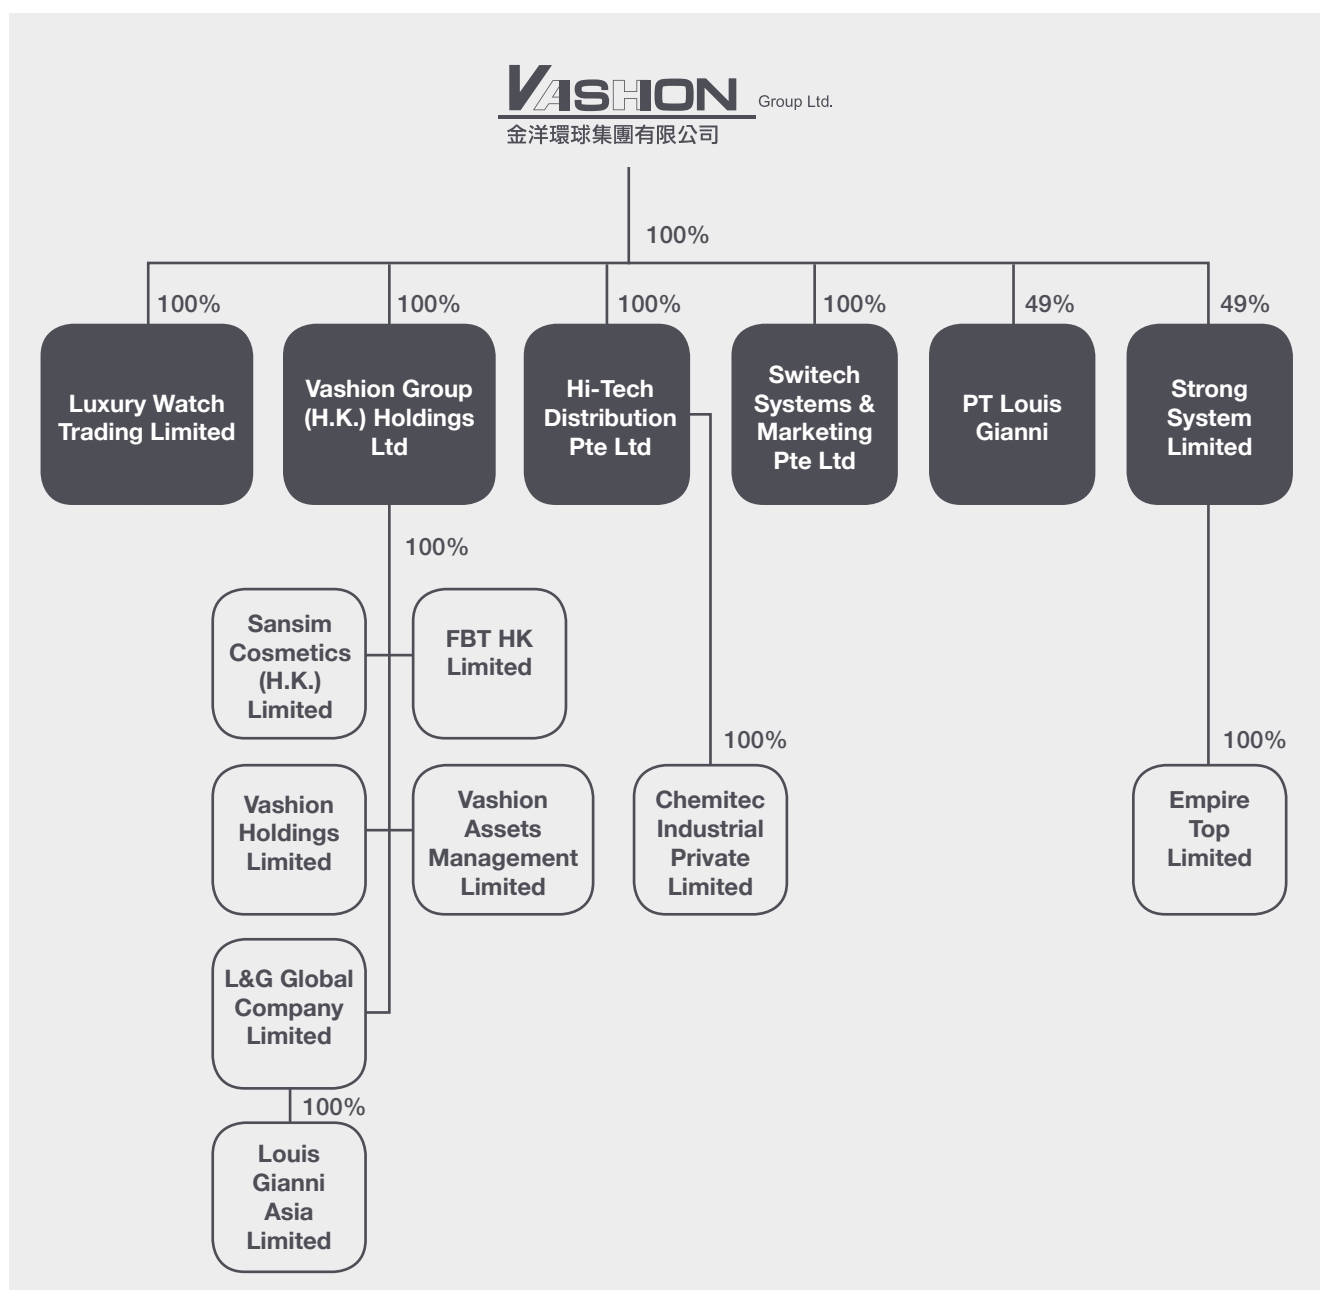 VASHION Group Ltd.
金洋環球集團有限公司
100%
100%
100%
100%
100%
49%
49%
Luxury Watch
Trading Limited
Vashion Group
(H.K.) Holdings
Ltd
Hi-Tech
Distribution
Pte Ltd
Switech
Systems &
Marketing
Pte Ltd
PT Louis
Gianni
Strong
System
Limited
100%
Sansim
Cosmetics
(H.K.)
Limited
FBT HK
Limited
100%
100%
Vashion
Holdings
Limited
Vashion
Assets
Management
Limited
Chemitec
Industrial
Private
Limited
Empire
Top
Limited
L&G Global
Company
Limited
100%
Louis
Gianni
Asia
Limited